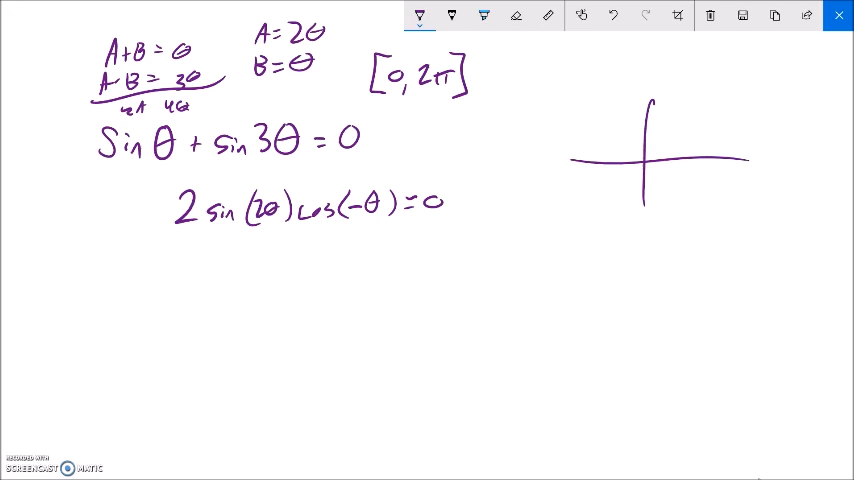 A+B = θ
A-B = 3θ
2A 4θ
A = 2θ
B = θ
[0, 2π]
Sin θ + sin 3θ = 0
2 sin (2θ) cos (-θ) = 0
RECORDED WITH
SCREENCAST MATIC